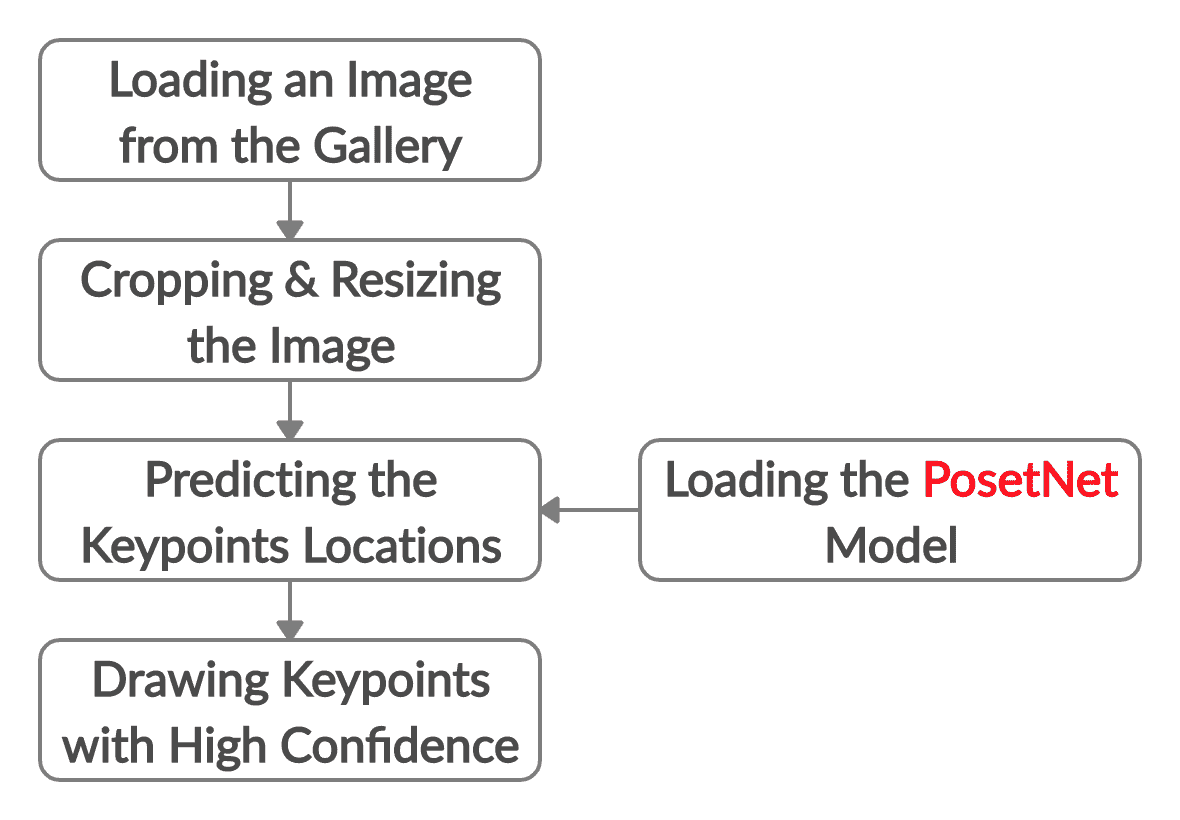 Loading an Image
from the Gallery
Cropping & Resizing
the Image
Predicting the
Keypoints Locations
Loading the PosetNet
Model
Drawing Keypoints
with High Confidence